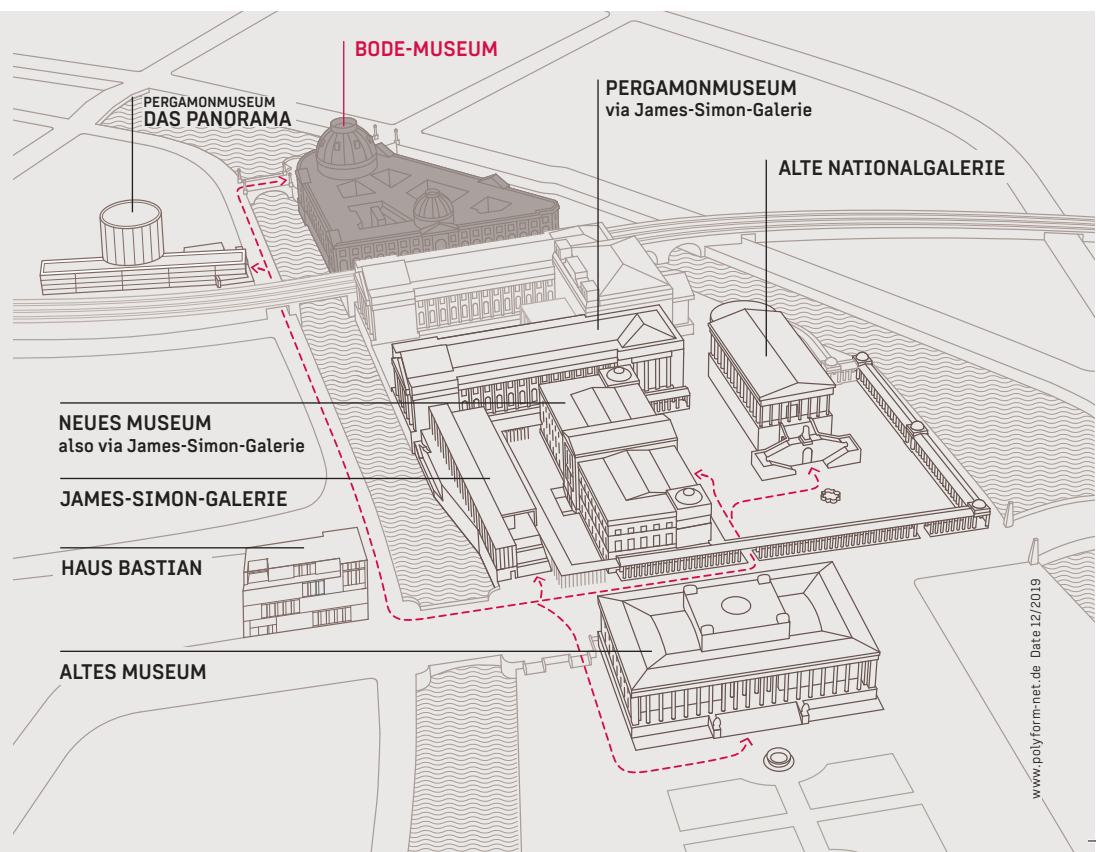 BODE-MUSEUM
PERGAMONMUSEUM
DAS PANORAMA
PERGAMONMUSEUM
via James-Simon-Galerie
ALTE NATIONALGALERIE
NEUES MUSEUM
also via James-Simon-Galerie
JAMES-SIMON-GALERIE
HAUS BASTIAN
ALTES MUSEUM
www.polyform-net.de Date 12/2019